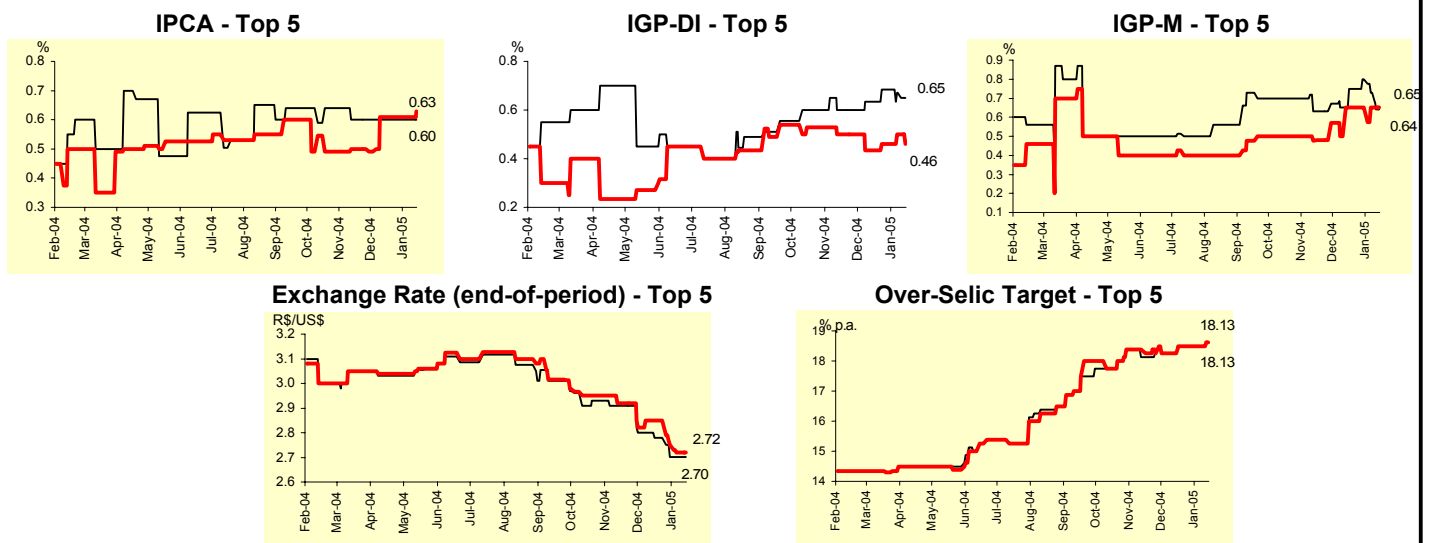 IPCA - Top 5
%
0.8
0.7
0.6
0.5
0.4
0.3
0.63
0.60
Feb-04
Mar-04
Apr-04
May-04
Jun-04
Jul-04
Aug-04
Sep-04
Oct-04
Nov-04
Dec-04
Jan-05
IGP-DI - Top 5
%
0.8
0.6
0.4
0.2
0.65
0.46
Feb-04
Mar-04
Apr-04
May-04
Jun-04
Jul-04
Aug-04
Sep-04
Oct-04
Nov-04
Dec-04
Jan-05
IGP-M - Top 5
%
0.9
0.8
0.7
0.6
0.5
0.4
0.3
0.2
0.1
0.65
0.64
Feb-04
Mar-04
Apr-04
May-04
Jun-04
Jul-04
Aug-04
Sep-04
Oct-04
Nov-04
Dec-04
Jan-05
Exchange Rate (end-of-period) - Top 5
R$/US$
3.2
3.1
3.0
2.9
2.8
2.7
2.6
2.72
2.70
Feb-04
Mar-04
Apr-04
May-04
Jun-04
Jul-04
Aug-04
Sep-04
Oct-04
Nov-04
Dec-04
Jan-05
Over-Selic Target - Top 5
% p.a.
19
18
17
16
15
14
18.13
18.13
Feb-04
Mar-04
Apr-04
May-04
Jun-04
Jul-04
Aug-04
Sep-04
Oct-04
Nov-04
Dec-04
Jan-05